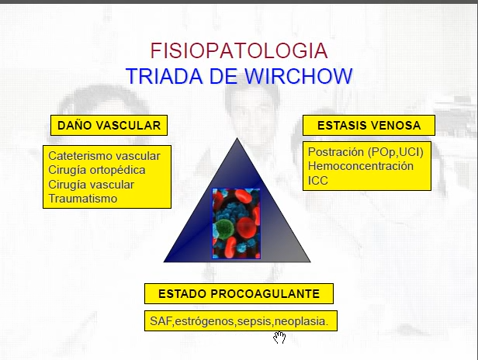 FISIOPATOLOGIA
TRIADA DE WIRCHOW
DAÑO VASCULAR
Cateterismo vascular
Cirugía ortopédica
Cirugía vascular
Traumatismo
ESTASIS VENOSA
Postración (POp,UCI)
Hemoconcentración
ICC
ESTADO PROCOAGULANTE
SAF,estrógenos,sepsis,neoplasia.